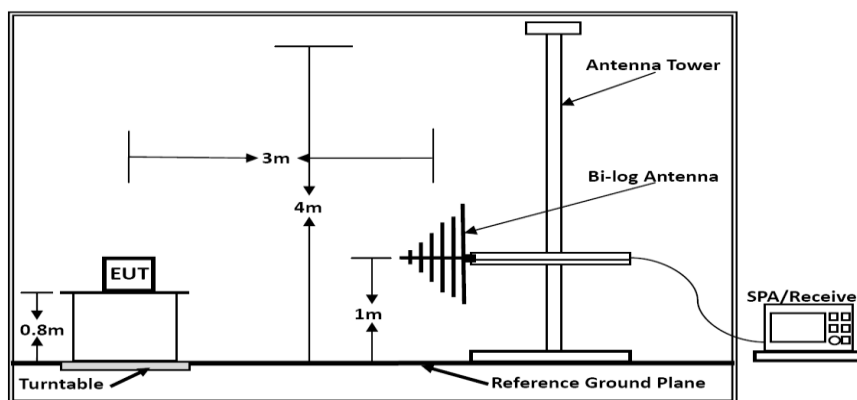 Antenna Tower
3m
Bi-log Antenna
4m
EUT
SPA/Receive
0.8m
1m
Turntable
Reference Ground Plane